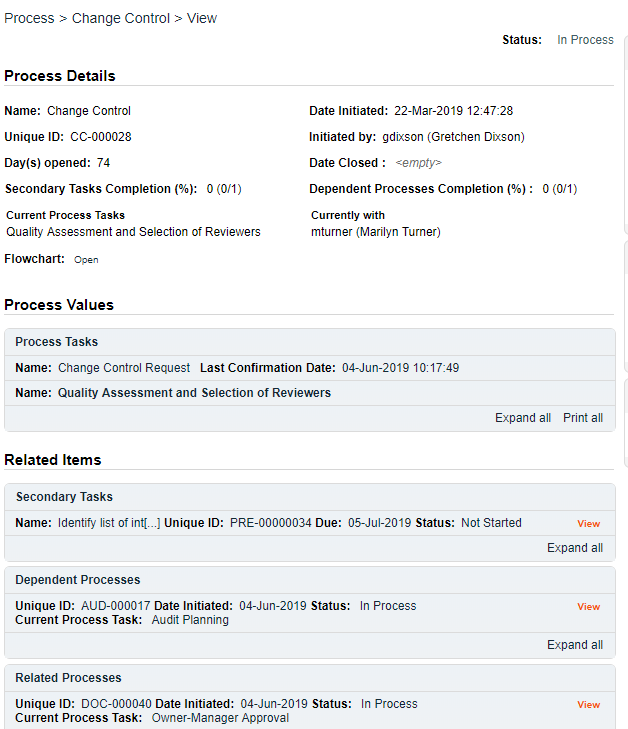 Process > Change Control > View
Status: In Process
Process Details
Name: Change Control Date Initiated: 22-Mar-2019 12:47:28
Unique ID: CC-000028 Initiated by: gdixson (Gretchen Dixson)
Day(s) opened: 74 Date Closed : <empty>
Secondary Tasks Completion (%): 0 (0/1) Dependent Processes Completion (%) : 0 (0/1)
Current Process Tasks Currently with
Quality Assessment and Selection of Reviewers mturner (Marilyn Turner)
Flowchart: Open
Process Values
Process Tasks
Name: Change Control Request Last Confirmation Date: 04-Jun-2019 10:17:49
Name: Quality Assessment and Selection of Reviewers
Expand all Print all
Related Items
Secondary Tasks
Name: Identify list of int[...] Unique ID: PRE-00000034 Due: 05-Jul-2019 Status: Not Started View
Expand all
Dependent Processes
Unique ID: AUD-000017 Date Initiated: 04-Jun-2019 Status: In Process View
Current Process Task: Audit Planning
Expand all
Related Processes
Unique ID: DOC-000040 Date Initiated: 04-Jun-2019 Status: In Process View
Current Process Task: Owner-Manager Approval